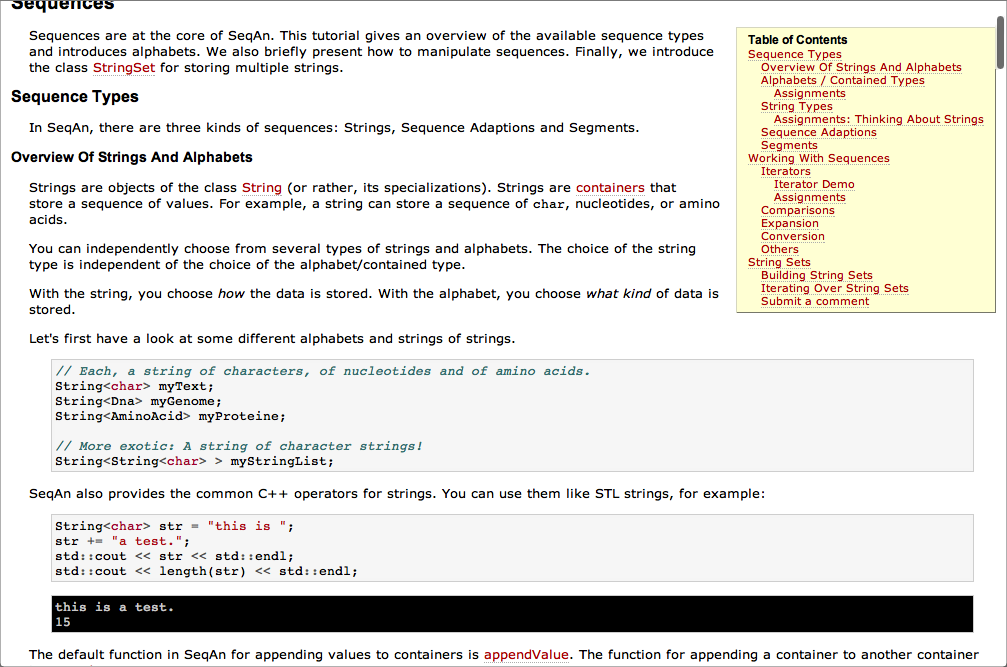 Sequences
Sequences are at the core of SeqAn. This tutorial gives an overview of the available sequence types
and introduces alphabets. We also briefly present how to manipulate sequences. Finally, we introduce
the class StringSet for storing multiple strings.
Table of Contents
Sequence Types
Overview Of Strings And Alphabets
Alphabets / Contained Types
Assignments
String Types
Assignments: Thinking About Strings
Sequence Adaptions
Segments
Working With Sequences
Iterators
Iterator Demo
Assignments
Comparisons
Expansion
Conversion
Others
String Sets
Building String Sets
Iterating Over String Sets
Submit a comment
Sequence Types
In SeqAn, there are three kinds of sequences: Strings, Sequence Adaptions and Segments.
Overview Of Strings And Alphabets
Strings are objects of the class String (or rather, its specializations). Strings are containers that
store a sequence of values. For example, a string can store a sequence of char, nucleotides, or amino
acids.
You can independently choose from several types of strings and alphabets. The choice of the string
type is independent of the choice of the alphabet/contained type.
With the string, you choose how the data is stored. With the alphabet, you choose what kind of data is
stored.
Let's first have a look at some different alphabets and strings of strings.
// Each, a string of characters, of nucleotides and of amino acids.
String<char> myText;
String<Dna> myGenome;
String<AminoAcid> myProteine;
// More exotic: A string of character strings!
String<String<char> > myStringList;
SeqAn also provides the common C++ operators for strings. You can use them like STL strings, for example:
String<char> str = "this is ";
str += "a test.";
std::cout << str << std::endl;
std::cout << length(str) << std::endl;
this is a test.
15
The default function in SeqAn for appending values to containers is appendValue. The function for appending a container to another container